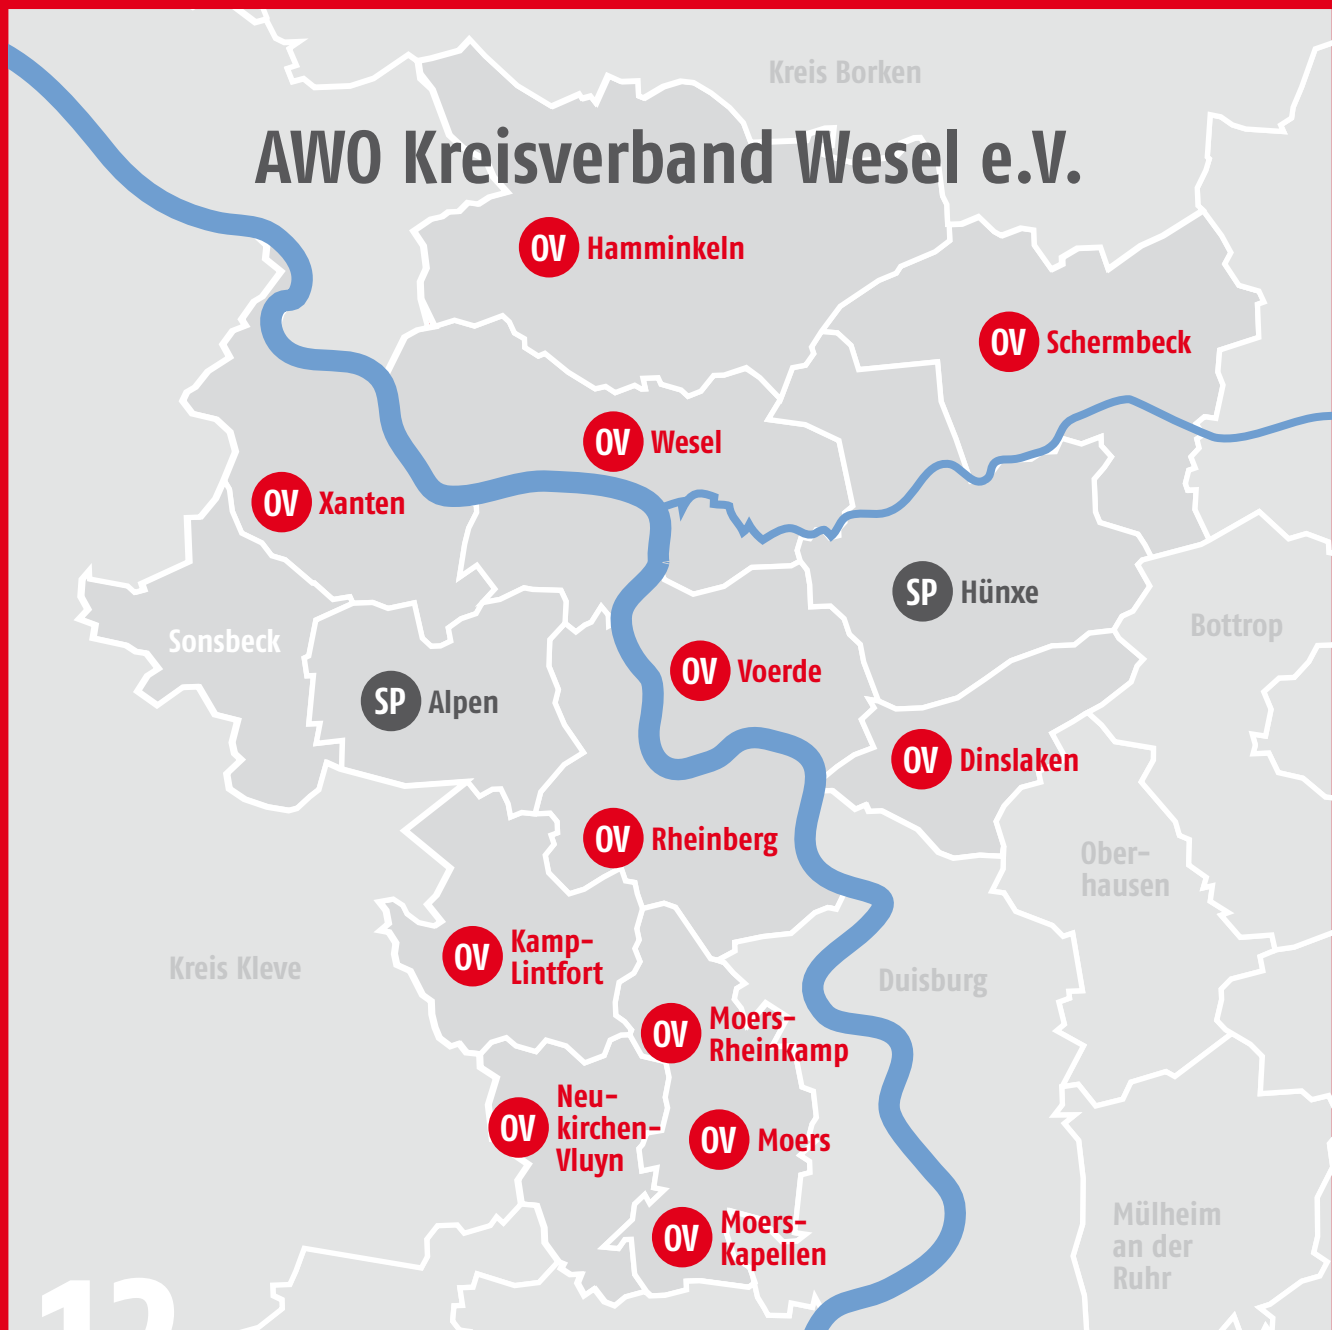 Kreis Borken
AWO Kreisverband Wesel e.V.
OV Hamminkeln
OV Schermbeck
OV Wesel
OV Xanten
SP Hünxe
Bottrop
Sonsbeck
OV Voerde
SP Alpen
OV Dinslaken
OV Rheinberg
Ober-
hausen
OV Kamp-
Lintfort
Kreis Kleve
Duisburg
OV Moers-
Rheinkamp
OV Neu-
kirchen-
Vluyn
OV Moers
OV Moers-
Kapellen
Mülheim
an der
Ruhr
12